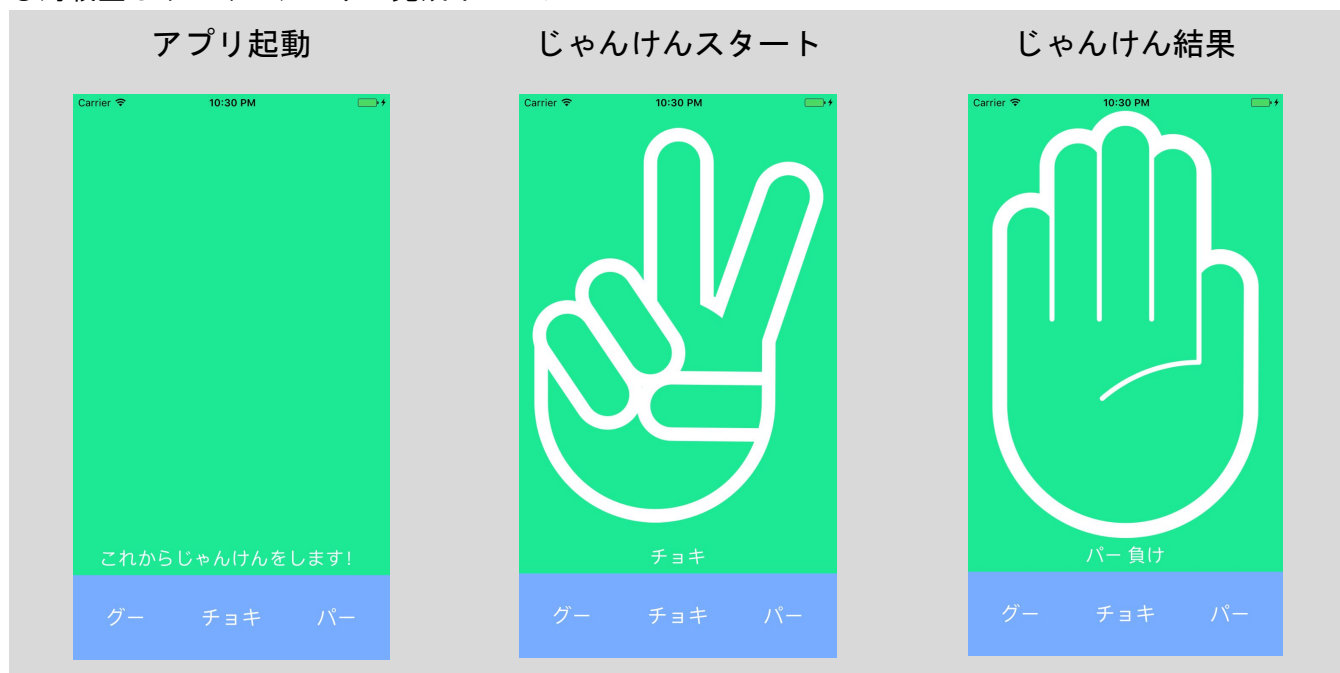 アプリ起動
じゃんけんスタート
じゃんけん結果
Carrier
10:30 PM
Carrier
10:30 PM
Carrier
10:30 PM
これからじゃんけんをします!
チョキ
パー 負け
グー チョキ パー
グー チョキ パー
グー チョキ パー